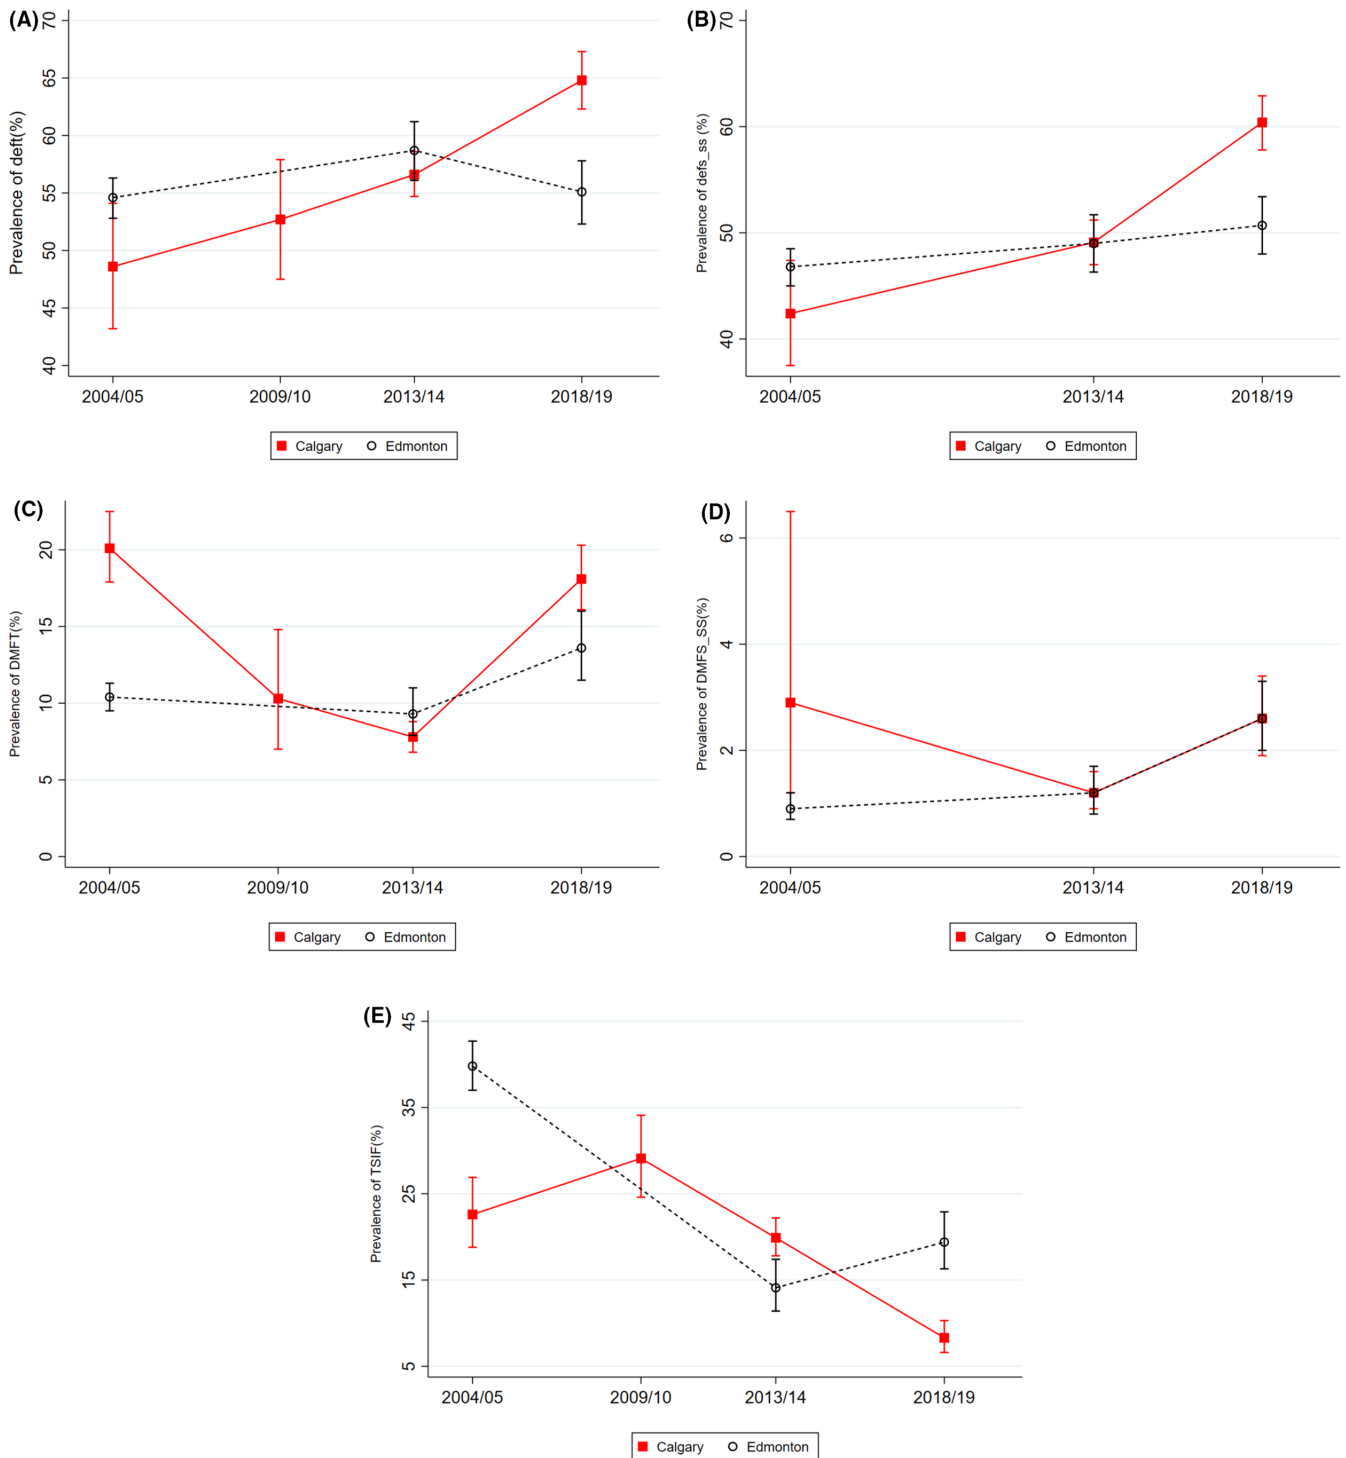 (A)
Prevalence of deft(%)
70
65
60
55
50
45
40
2004/05 2009/10 2013/14 2018/19
Calgary Edmonton
(B)
Prevalence of defs_ss (%)
70
60
50
40
2004/05 2013/14 2018/19
Calgary Edmonton
(C)
Prevalence of DMFT(%)
20
15
10
5
0
2004/05 2009/10 2013/14 2018/19
Calgary Edmonton
(D)
Prevalence of DMFS_SS(%)
6
4
2
0
2004/05 2013/14 2018/19
Calgary Edmonton
(E)
Prevalence of TSIF(%)
45
35
25
15
5
2004/05 2009/10 2013/14 2018/19
Calgary Edmonton